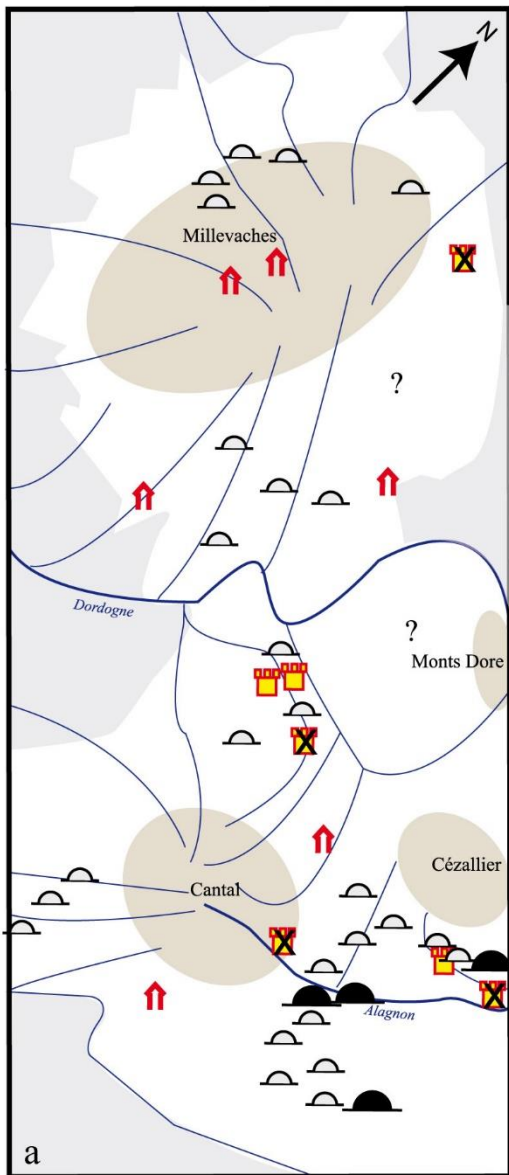 N
Millevaches
?
Dordogne
?
Monts Dore
Cézallier
Cantal
Alagnon
a